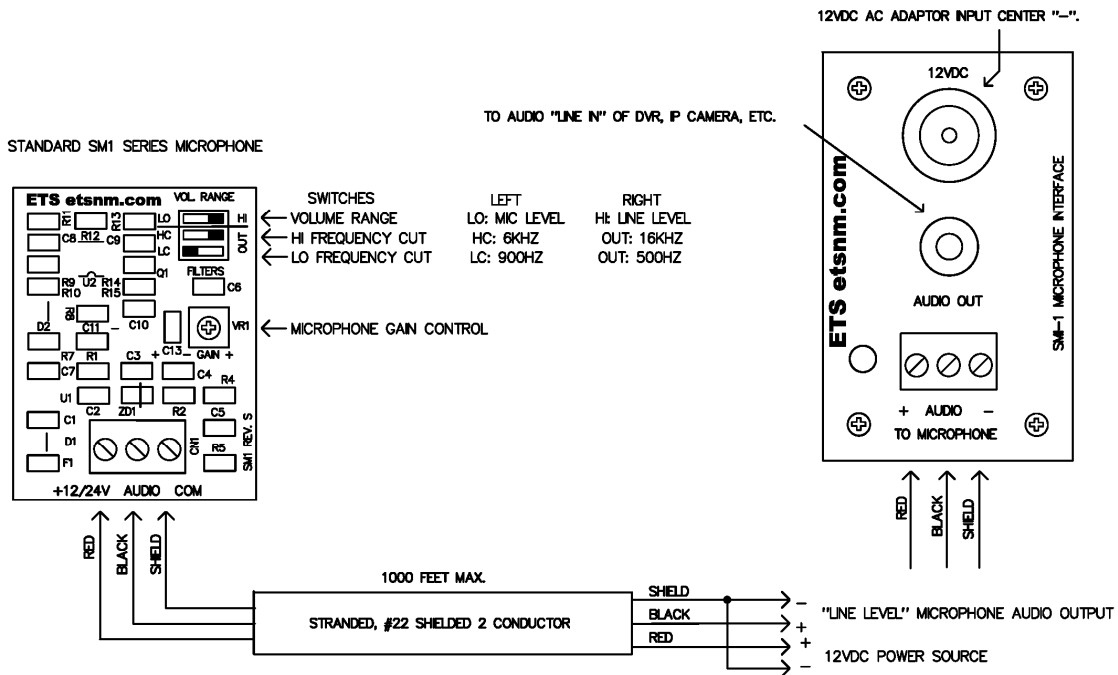 12VDC AC ADAPTOR INPUT CENTER "-".
12VDC
TO AUDIO "LINE IN" OF DVR, IP CAMERA, ETC.
STANDARD SM1 SERIES MICROPHONE
ETS etsnm.com
VOL. RANGE
SWITCHES LEFT RIGHT
VOLUME RANGE LO: MIC LEVEL HI: LINE LEVEL
HI FREQUENCY CUT HC: 6KHZ OUT: 16KHZ
LO FREQUENCY CUT LC: 900HZ OUT: 500HZ
R11
R12
R13
LO
HI
C8
C9
HC
OUT
LC
Q1
FILTERS
R9
U2
R14
R10
R15
C6
R8
C10
D2
C11 -
VR1
MICROPHONE GAIN CONTROL
C13
- GAIN +
R7
R1
C3 +
C7
C4
R4
U1
C2
ZD1
R2
C5
C1
D1
F1
CN1
R5
SM1 REV. S
+12/24V AUDIO COM
RED
BLACK
SHIELD
ETS etsnm.com
SMI-1 MICROPHONE INTERFACE
AUDIO OUT
+ AUDIO -
TO MICROPHONE
RED
BLACK
SHIELD
1000 FEET MAX.
STRANDED, #22 SHIELDED 2 CONDUCTOR
SHIELD -
BLACK +
"LINE LEVEL" MICROPHONE AUDIO OUTPUT
RED +
-
12VDC POWER SOURCE